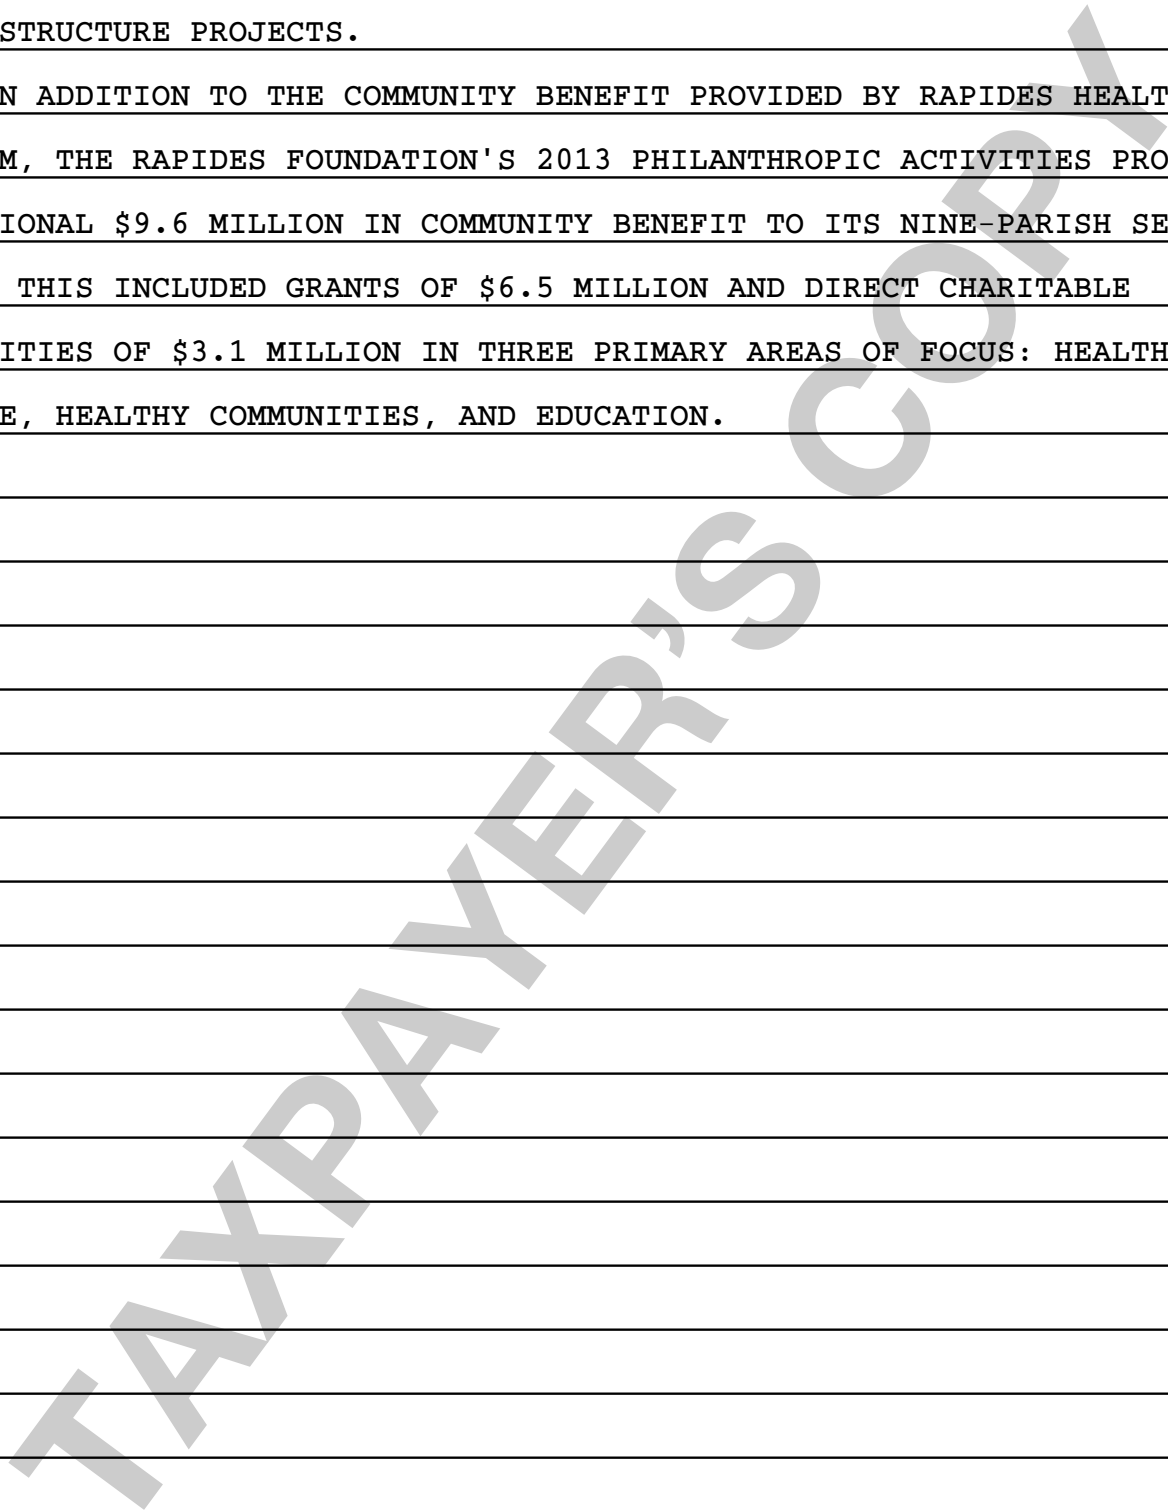 STRUCTURE PROJECTS.
N ADDITION TO THE COMMUNITY BENEFIT PROVIDED BY RAPIDES HEALT
M, THE RAPIDES FOUNDATION'S 2013 PHILANTHROPIC ACTIVITIES PRO
IONAL $9.6 MILLION IN COMMUNITY BENEFIT TO ITS NINE-PARISH SE
THIS INCLUDED GRANTS OF $6.5 MILLION AND DIRECT CHARITABLE
ITIES OF $3.1 MILLION IN THREE PRIMARY AREAS OF FOCUS: HEALTH
E, HEALTHY COMMUNITIES, AND EDUCATION.
TAXPAYER’S COPY